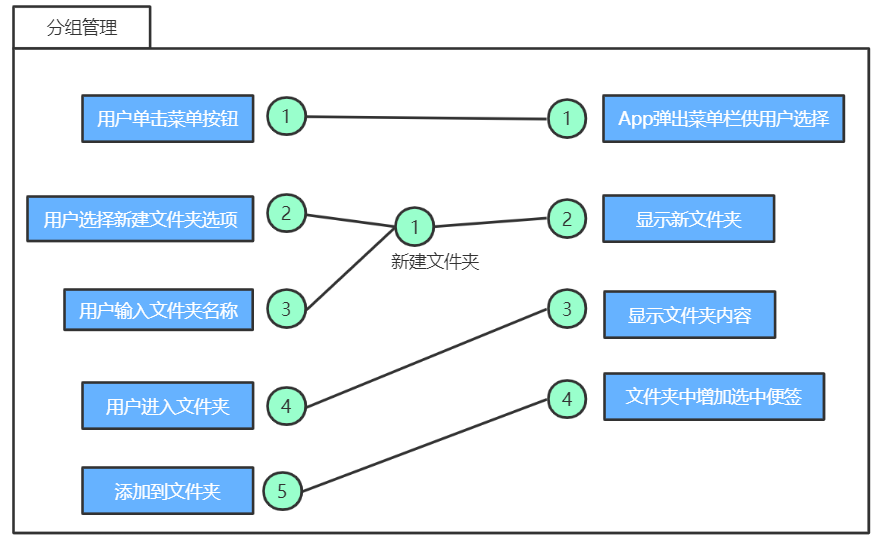 分组管理
用户单击菜单按钮
1
1
App弹出菜单栏供用户选择
用户选择新建文件夹选项
2
1
新建文件夹
2
显示新文件夹
用户输入文件夹名称
3
3
显示文件夹内容
用户进入文件夹
4
4
文件夹中增加选中便签
添加到文件夹
5